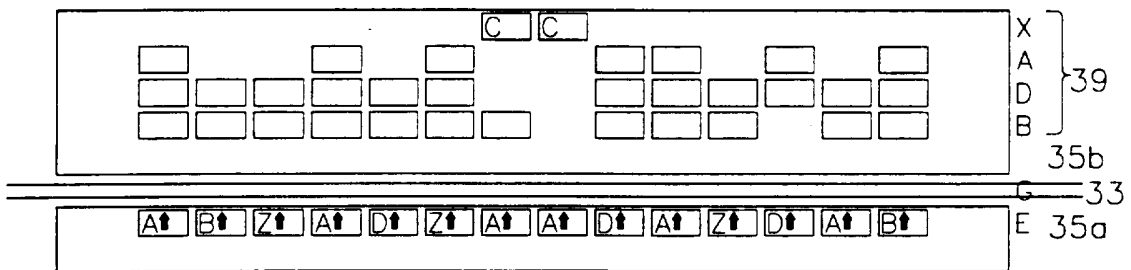 C C X
A
D 39
B
35b
G 33
A B Z A D Z A A D A Z D A B E 35a